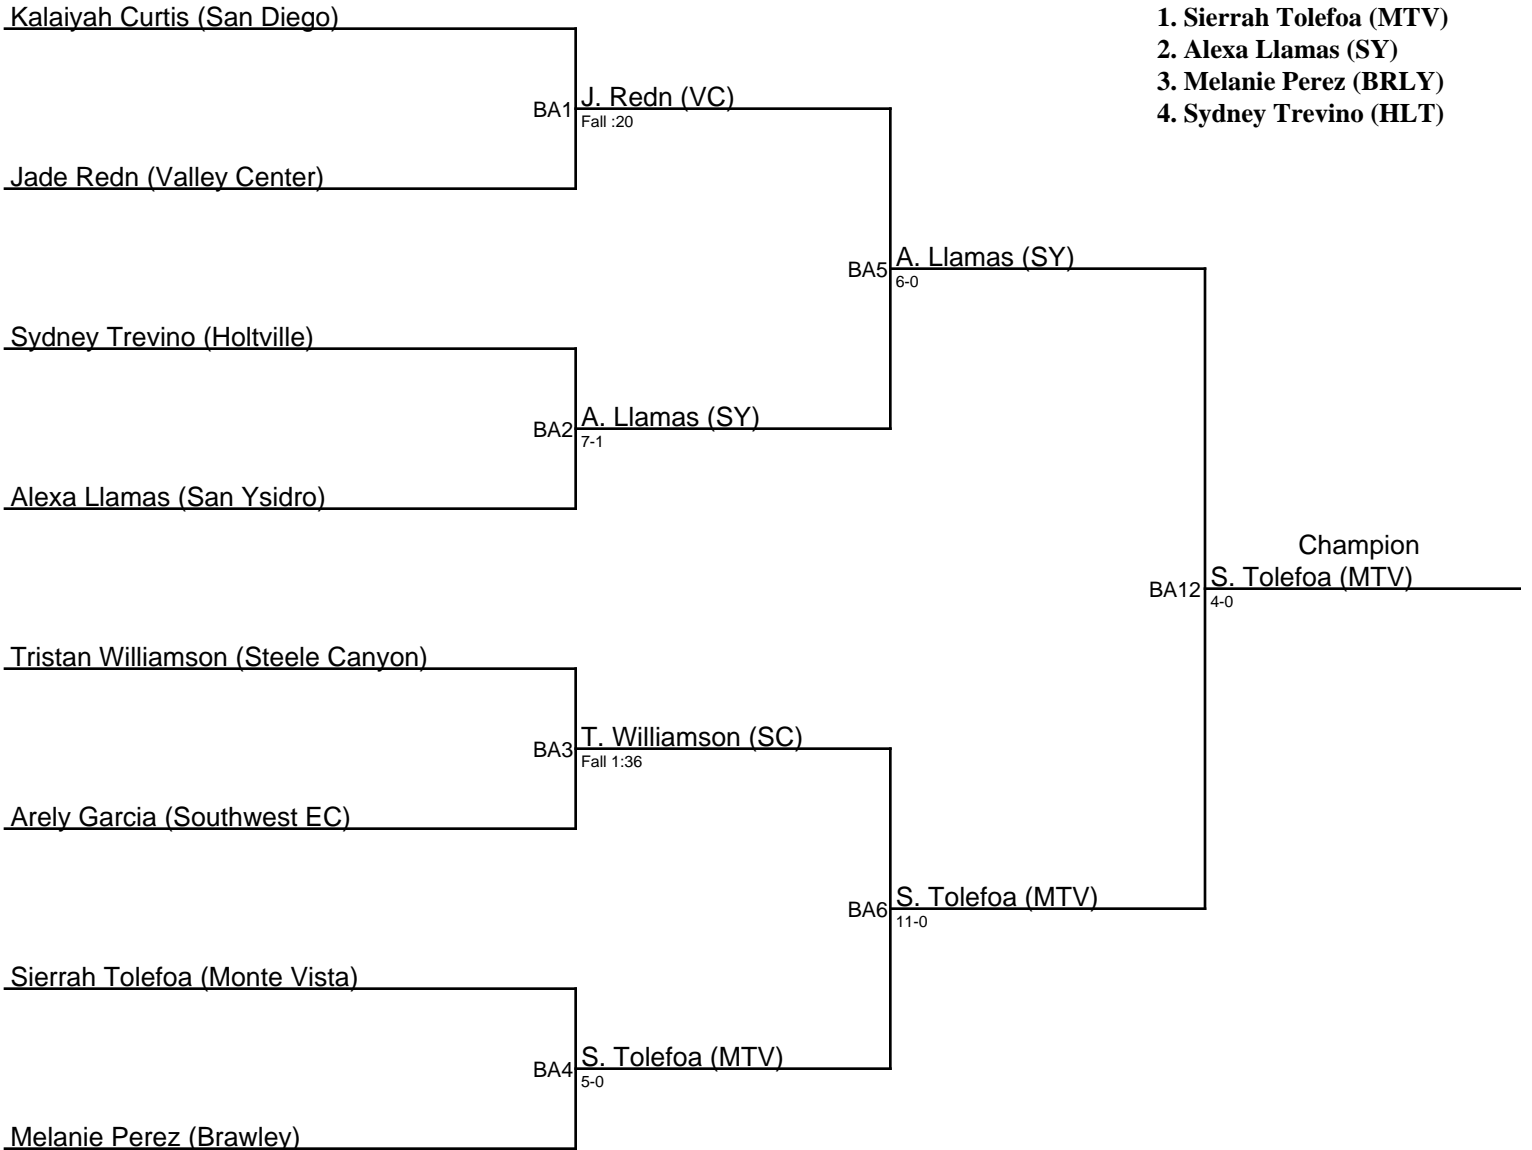 Kalaiyah Curtis (San Diego)
1. Sierrah Tolefoa (MTV)
2. Alexa Llamas (SY)
3. Melanie Perez (BRLY)
4. Sydney Trevino (HLT)
BA1
J. Redn (VC)
Fall :20
Jade Redn (Valley Center)
BA5
A. Llamas (SY)
6-0
Sydney Trevino (Holtville)
BA2
A. Llamas (SY)
7-1
Alexa Llamas (San Ysidro)
Champion
BA12
S. Tolefoa (MTV)
4-0
Tristan Williamson (Steele Canyon)
BA3
T. Williamson (SC)
Fall 1:36
Arely Garcia (Southwest EC)
BA6
S. Tolefoa (MTV)
11-0
Sierrah Tolefoa (Monte Vista)
BA4
S. Tolefoa (MTV)
5-0
Melanie Perez (Brawley)